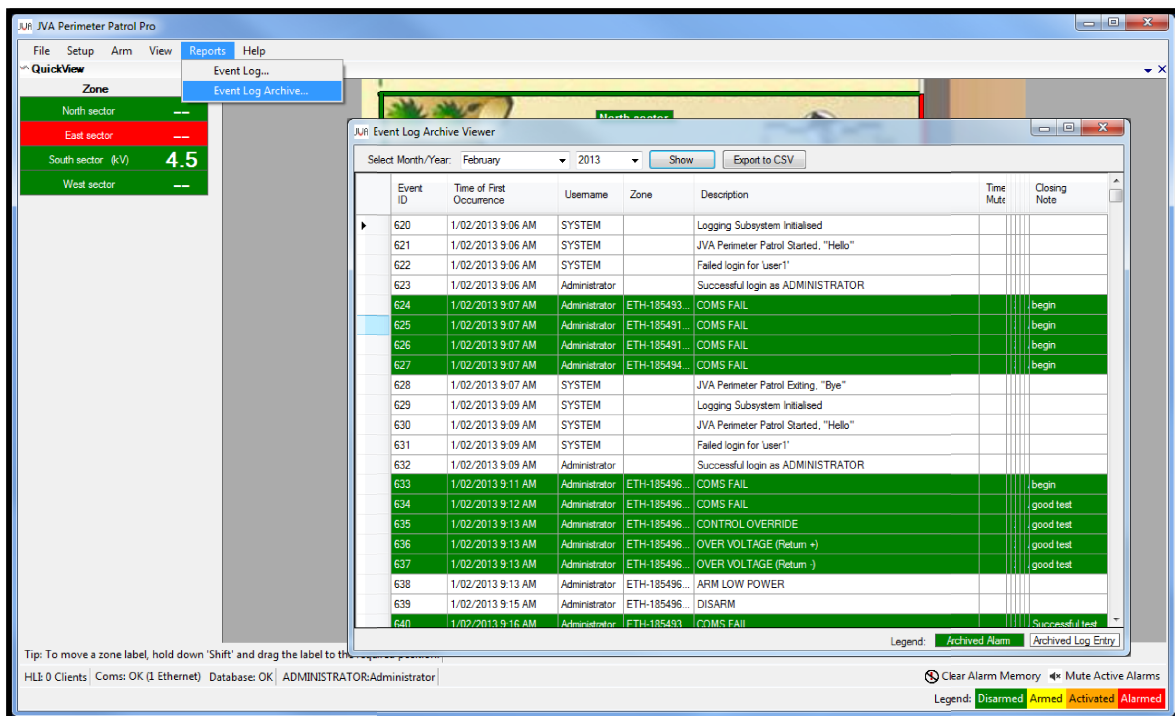 JVA JVA Perimeter Patrol Pro
File Setup Arm View Reports Help
QuickView
Event Log...
Event Log Archive...
Zone
North sector --
East sector --
South sector (kV) 4.5
West sector --
North sector
JVA Event Log Archive Viewer
Select Month/Year: February 2013 Show Export to CSV
Event ID Time of First Occurrence Username Zone Description Time Mute Closing Note
620 1/02/2013 9:06 AM SYSTEM Logging Subsystem Initialised
621 1/02/2013 9:06 AM SYSTEM JVA Perimeter Patrol Started, "Hello"
622 1/02/2013 9:06 AM SYSTEM Failed login for 'user1'
623 1/02/2013 9:06 AM Administrator Successful login as ADMINISTRATOR
624 1/02/2013 9:07 AM Administrator ETH-185493... COMS FAIL begin
625 1/02/2013 9:07 AM Administrator ETH-185491... COMS FAIL begin
626 1/02/2013 9:07 AM Administrator ETH-185491... COMS FAIL begin
627 1/02/2013 9:07 AM Administrator ETH-185494... COMS FAIL begin
628 1/02/2013 9:07 AM SYSTEM JVA Perimeter Patrol Exiting, "Bye"
629 1/02/2013 9:09 AM SYSTEM Logging Subsystem Initialised
630 1/02/2013 9:09 AM SYSTEM JVA Perimeter Patrol Started, "Hello"
631 1/02/2013 9:09 AM SYSTEM Failed login for 'user1'
632 1/02/2013 9:09 AM Administrator Successful login as ADMINISTRATOR
633 1/02/2013 9:11 AM Administrator ETH-185496... COMS FAIL begin
634 1/02/2013 9:12 AM Administrator ETH-185496... COMS FAIL good test
635 1/02/2013 9:13 AM Administrator ETH-185496... CONTROL OVERRIDE good test
636 1/02/2013 9:13 AM Administrator ETH-185496... OVER VOLTAGE (Return +) good test
637 1/02/2013 9:13 AM Administrator ETH-185496... OVER VOLTAGE (Return -) good test
638 1/02/2013 9:13 AM Administrator ETH-185496... ARM LOW POWER
639 1/02/2013 9:15 AM Administrator ETH-185496... DISARM
640 1/02/2013 9:16 AM Administrator ETH-185493... COMS FAIL Successful test
Legend: Archived Alarm Archived Log Entry
Tip: To move a zone label, hold down 'Shift' and drag the label to the required position.
HLI: 0 Clients Coms: OK (1 Ethernet) Database: OK ADMINISTRATOR:Administrator Clear Alarm Memory Mute Active Alarms
Legend: Disarmed Armed Activated Alarmed